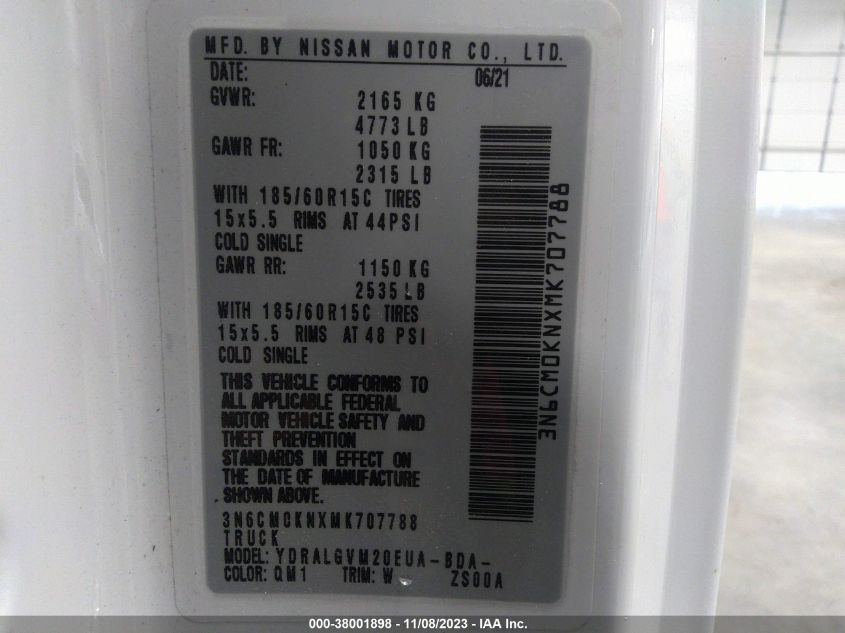 MFD. BY NISSAN MOTOR CO., LTD.
DATE: 06/21
GVWR: 2165 KG
4773 LB
GAWR FR: 1050 KG
2315 LB
WITH 185/60R15C TIRES
15x5.5 RIMS AT 44PSI
COLD SINGLE
GAWR RR: 1150 KG
2535 LB
WITH 185/60R15C TIRES
15x5.5 RIMS AT 48 PSI
COLD SINGLE
THIS VEHICLE CONFORMS TO
ALL APPLICABLE FEDERAL
MOTOR VEHICLE SAFETY AND
THEFT PREVENTION
STANDARDS IN EFFECT ON
THE DATE OF MANUFACTURE
SHOWN ABOVE.
3N6CM0KNXMK707788
TRUCK
MODEL: YDRALGVM20EUA-BDA-
COLOR: QM1 TRIM: W ZS00A
3N6CM0KNXMK707788
000-38001898 - 11/08/2023 - IAA Inc.